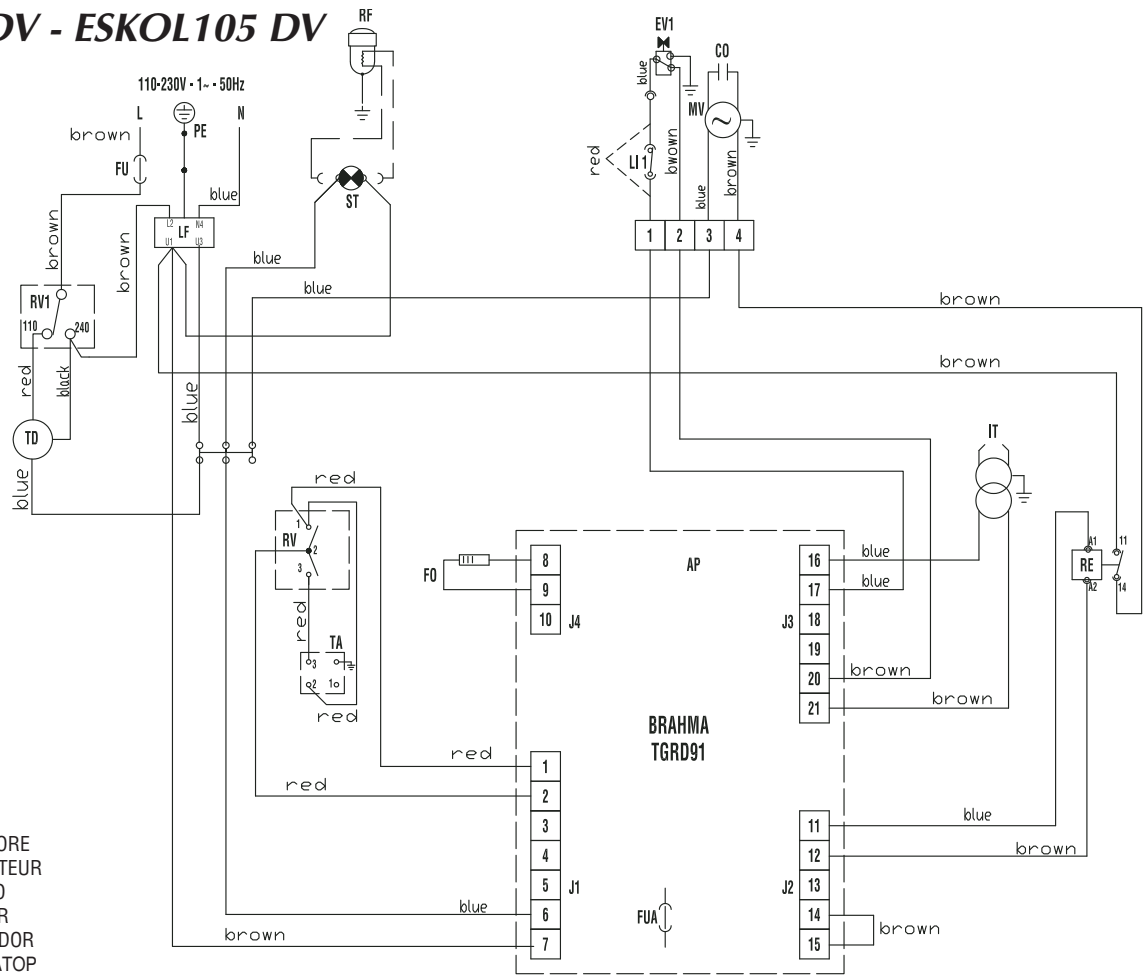 DV - ESKOL105 DV
RF
EV1
CO
110-230V - 1~ - 50Hz
L
PE
N
brown
FU
blue
blue
MV
red
LI 1
bwown
blue
brown
ST
L2 N4
LF
U1 U3
1 2 3 4
brown
brown
blue
blue
brown
RV1
110
240
red
black
blue
brown
TD
blue
IT
red
1
RV
2
3
red
TA
3
2 1
red
FO
8
9
10
J4
AP
16
17
18
19
20
21
J3
blue
blue
brown
brown
A1
RE
A2
11
14
BRAHMA
TGRD91
red
red
1
2
3
4
5
6
7
J1
blue
brown
FUA
11
12
13
14
15
J2
blue
brown
brown
ORE
TEUR
O
R
DOR
ATOP